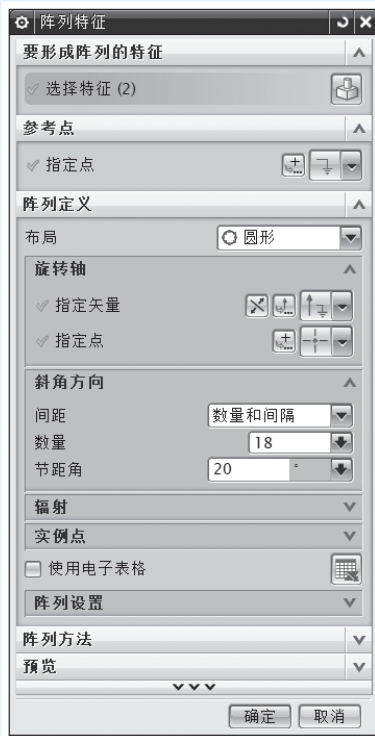 阵列特征
要形成阵列的特征
选择特征 (2)
参考点
指定点
阵列定义
布局 圆形
旋转轴
指定矢量
指定点
斜角方向
间距 数量和间隔
数量 18
节距角 20 °
辐射
实例点
使用电子表格
阵列设置
阵列方法
预览
确定 取消